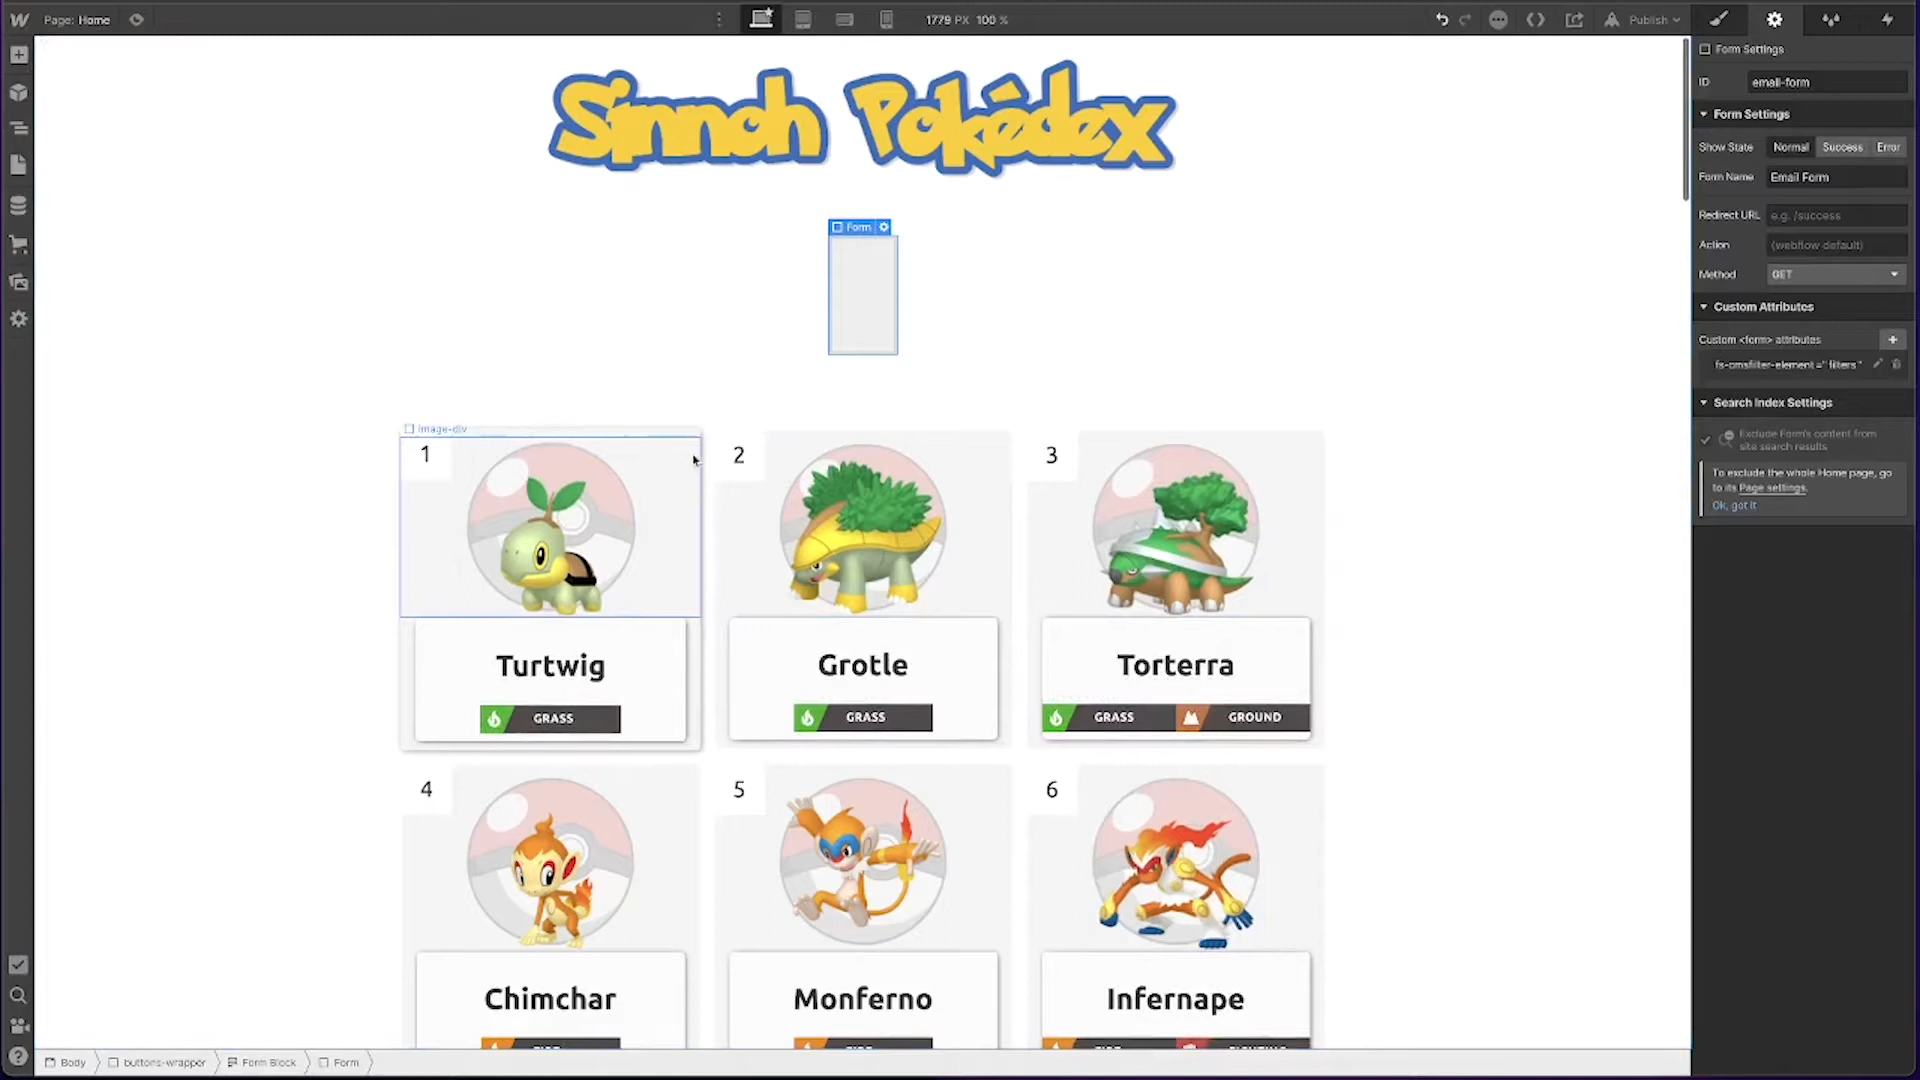 Page: Home
1779 PX 100 %
Publish
Sinnoh Pokédex
Form
Image-div
1
2
3
Turtwig
Grotle
Torterra
GRASS
GRASS
GRASS
GROUND
4
5
6
Chimchar
Monferno
Infernape
Body
buttons-wrapper
Form Block
Form
Form Settings
ID
email-form
Form Settings
Show State
Normal
Success
Error
Form Name
Email Form
Redirect URL
e.g. /success
Action
(webflow default)
Method
GET
Custom Attributes
Custom <form> attributes
fs-cmsfilter-element ="filters"
Search Index Settings
Exclude Form's content from
site search results
To exclude the whole Home page, go
to its Page settings.
Ok, got it